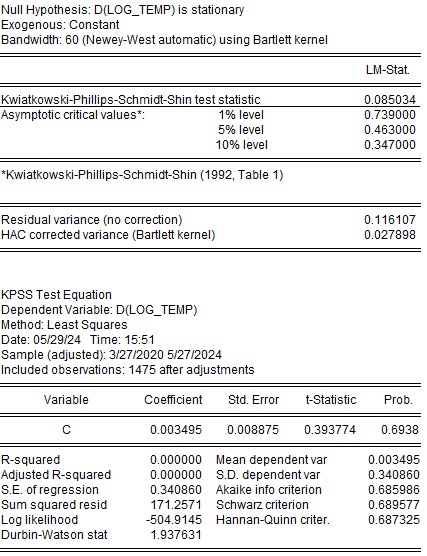 Null Hypothesis: D(LOG_TEMP) is stationary
Exogenous: Constant
Bandwidth: 60 (Newey-West automatic) using Bartlett kernel
LM-Stat.
Kwiatkowski-Phillips-Schmidt-Shin test statistic 0.085034
Asymptotic critical values*: 1% level 0.739000
5% level 0.463000
10% level 0.347000
*Kwiatkowski-Phillips-Schmidt-Shin (1992, Table 1)
Residual variance (no correction) 0.116107
HAC corrected variance (Bartlett kernel) 0.027898
KPSS Test Equation
Dependent Variable: D(LOG_TEMP)
Method: Least Squares
Date: 05/29/24 Time: 15:51
Sample (adjusted): 3/27/2020 5/27/2024
Included observations: 1475 after adjustments
Variable Coefficient Std. Error t-Statistic Prob.
C 0.003495 0.008875 0.393774 0.6938
R-squared 0.000000 Mean dependent var 0.003495
Adjusted R-squared 0.000000 S.D. dependent var 0.340860
S.E. of regression 0.340860 Akaike info criterion 0.685986
Sum squared resid 171.2571 Schwarz criterion 0.689577
Log likelihood -504.9145 Hannan-Quinn criter. 0.687325
Durbin-Watson stat 1.937631